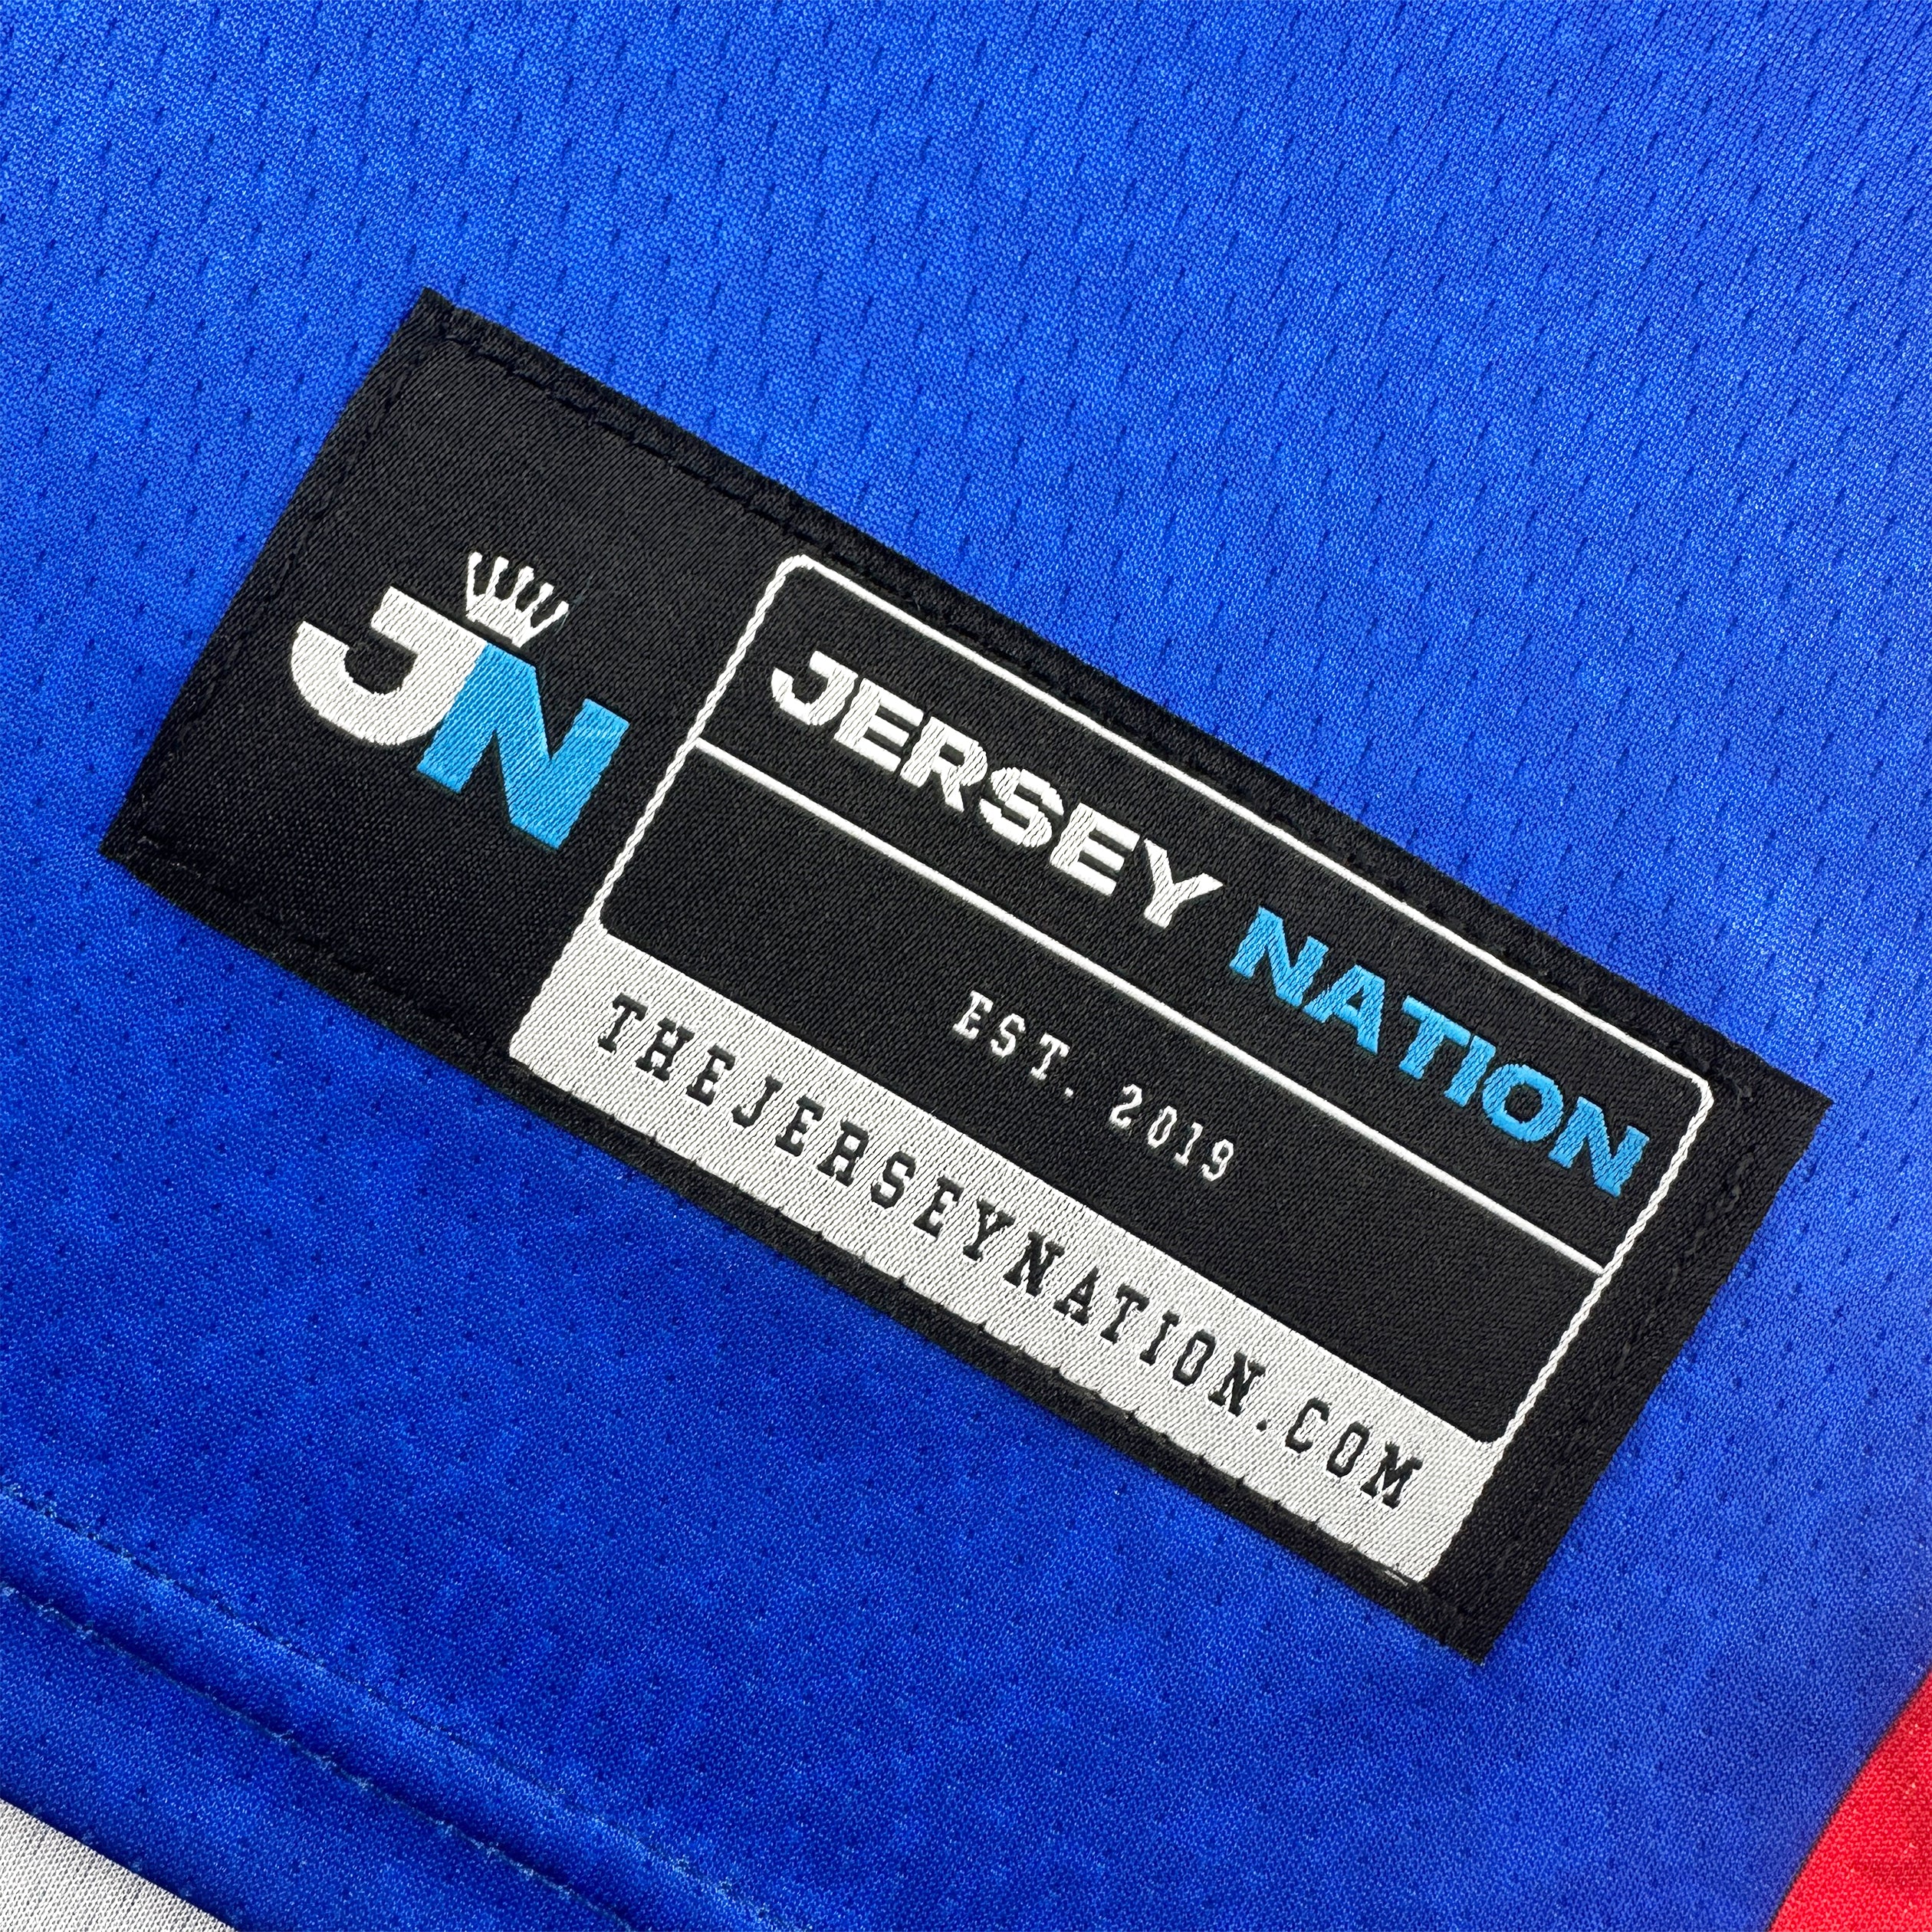 JN
JERSEY NATION
EST. 2019
THEJERSEYNATION.COM